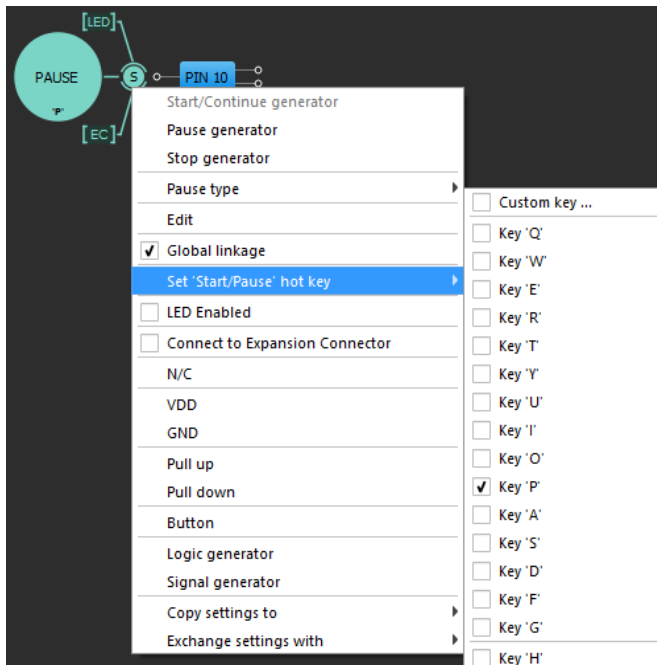 [LED]
PAUSE
"P"
S
PIN 10
[EC]
Start/Continue generator
Pause generator
Stop generator
Pause type
Edit
Global linkage
Set 'Start/Pause' hot key
LED Enabled
Connect to Expansion Connector
N/C
VDD
GND
Pull up
Pull down
Button
Logic generator
Signal generator
Copy settings to
Exchange settings with
Custom key ...
Key 'Q'
Key 'W'
Key 'E'
Key 'R'
Key 'T'
Key 'Y'
Key 'U'
Key 'I'
Key 'O'
Key 'P'
Key 'A'
Key 'S'
Key 'D'
Key 'F'
Key 'G'
Key 'H'